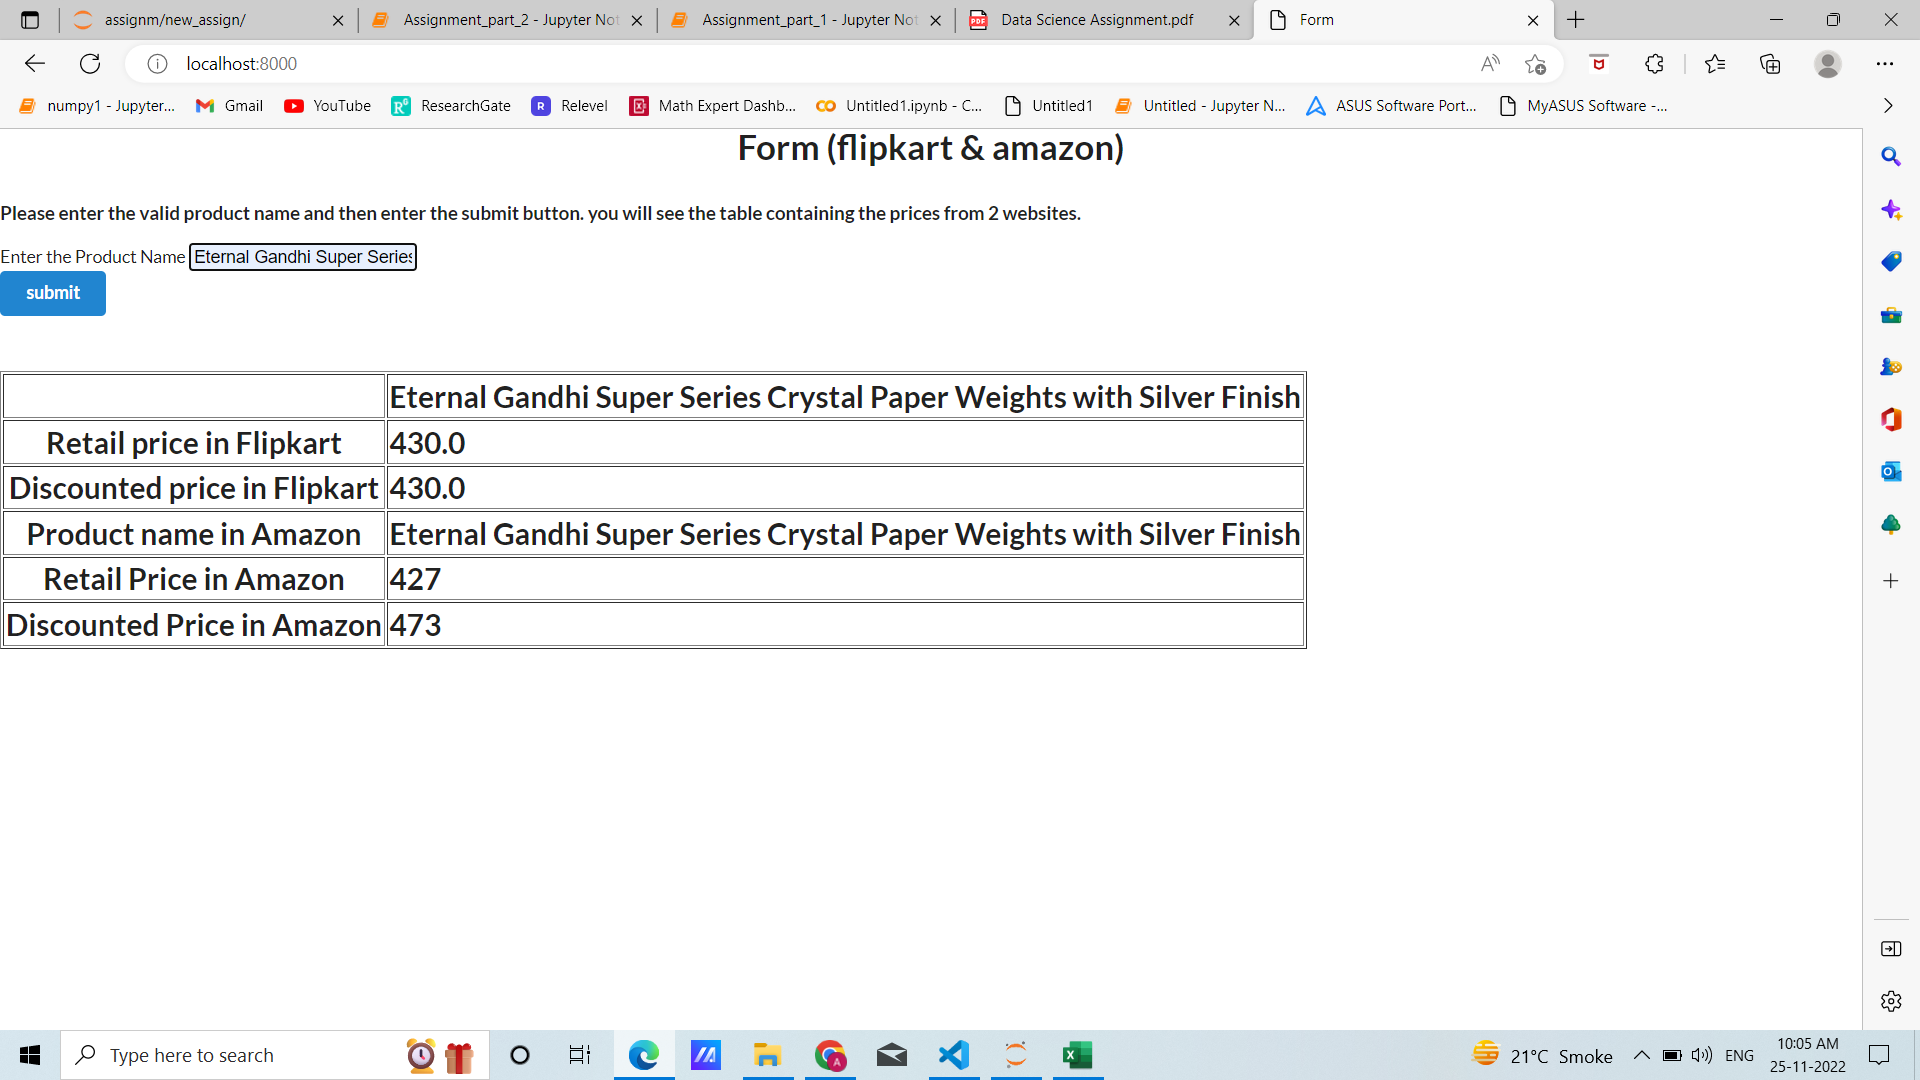 assignm/new_assign/
Assignment_part_2 - Jupyter Not
Assignment_part_1 - Jupyter Not
PDF
Data Science Assignment.pdf
Form
localhost:8000
numpy1 - Jupyter...
Gmail
YouTube
ResearchGate
Relevel
Math Expert Dashb...
Untitled1.ipynb - C...
Untitled1
Untitled - Jupyter N...
ASUS Software Port...
MyASUS Software -...
Form (flipkart & amazon)
Please enter the valid product name and then enter the submit button. you will see the table containing the prices from 2 websites.
Enter the Product Name Eternal Gandhi Super Series
submit
Eternal Gandhi Super Series Crystal Paper Weights with Silver Finish
Retail price in Flipkart 430.0
Discounted price in Flipkart 430.0
Product name in Amazon Eternal Gandhi Super Series Crystal Paper Weights with Silver Finish
Retail Price in Amazon 427
Discounted Price in Amazon 473
Type here to search
21°C Smoke
ENG
10:05 AM
25-11-2022